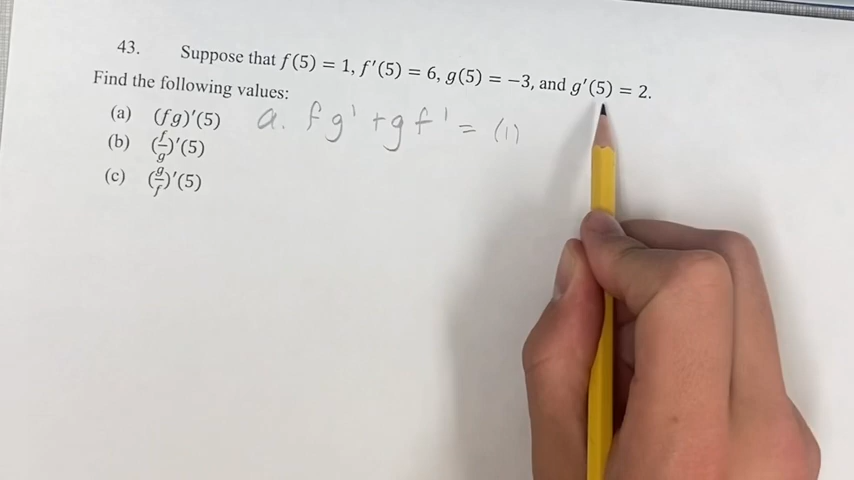 43. Suppose that f(5) = 1, f′(5) = 6, g(5) = −3, and g′(5) = 2.
Find the following values:
(a) (fg)′(5)
a. fg' + gf' = (1)
(b) (f/g)′(5)
(c) (g/f)′(5)